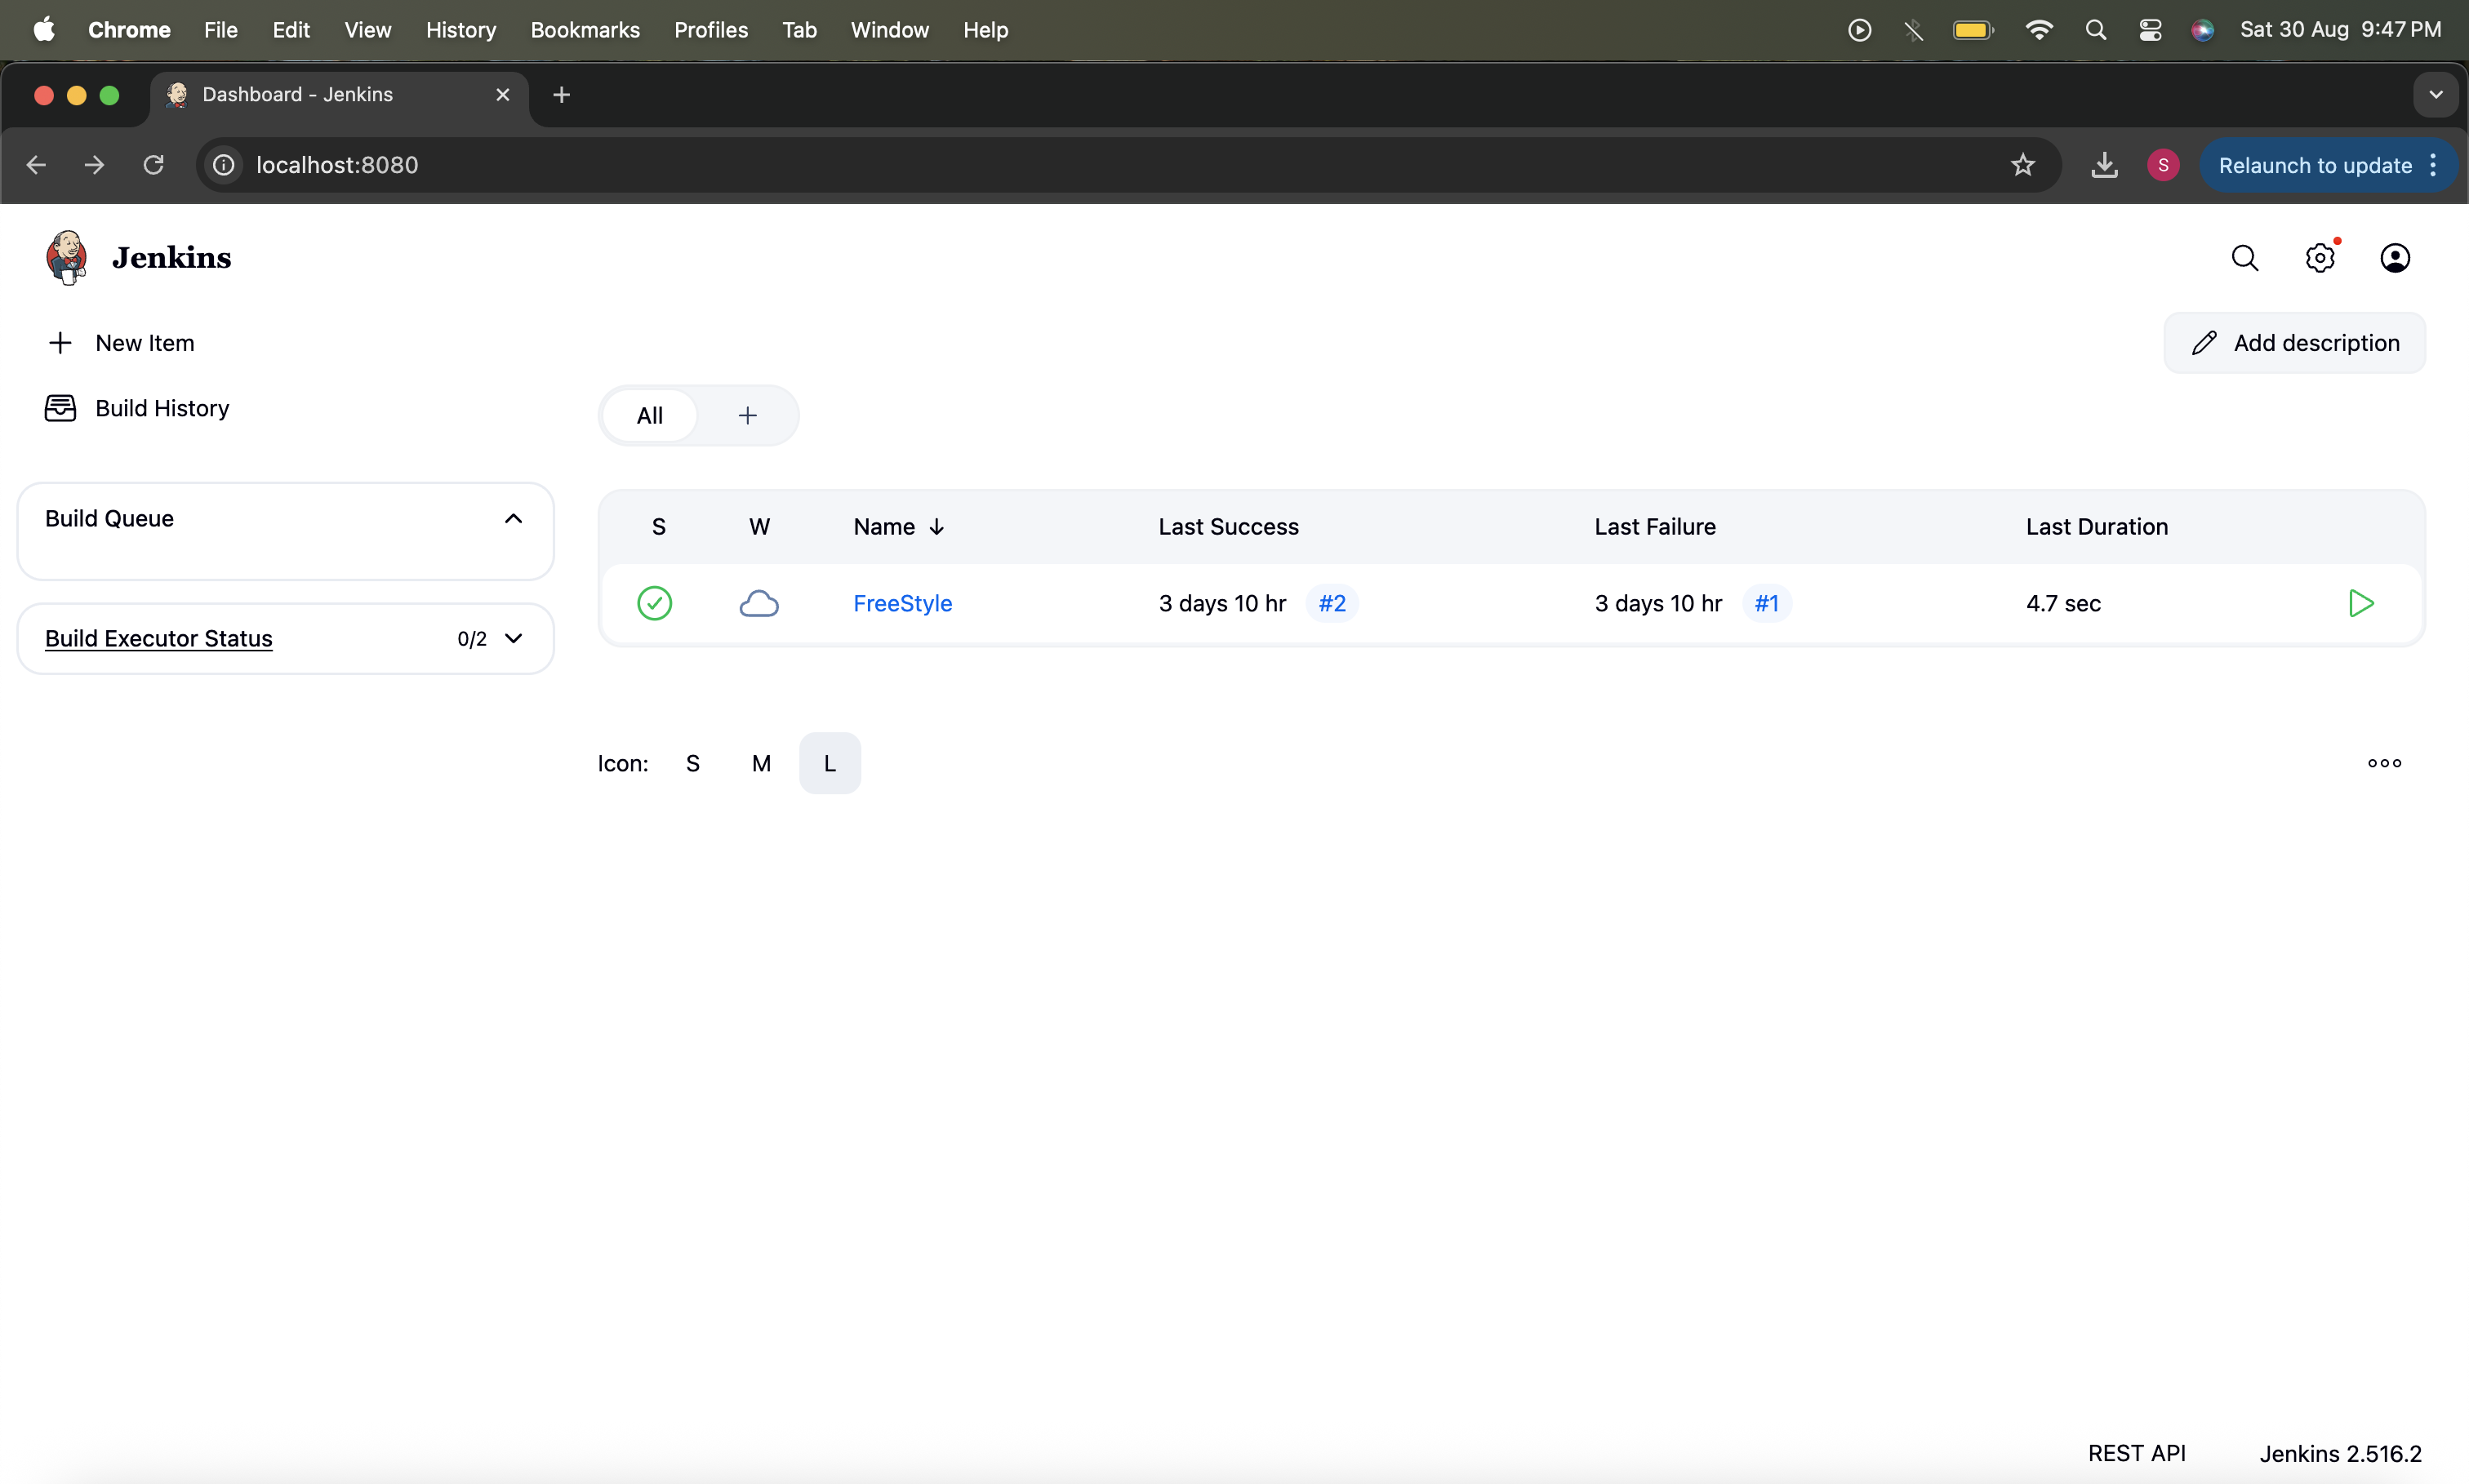 Chrome File Edit View History Bookmarks Profiles Tab Window Help Sat 30 Aug 9:47 PM
Dashboard - Jenkins
localhost:8080 S Relaunch to update
Jenkins
New Item Add description
Build History
All +
Build Queue
S W Name Last Success Last Failure Last Duration
FreeStyle 3 days 10 hr #2 3 days 10 hr #1 4.7 sec
Build Executor Status 0/2
Icon: S M L
REST API Jenkins 2.516.2